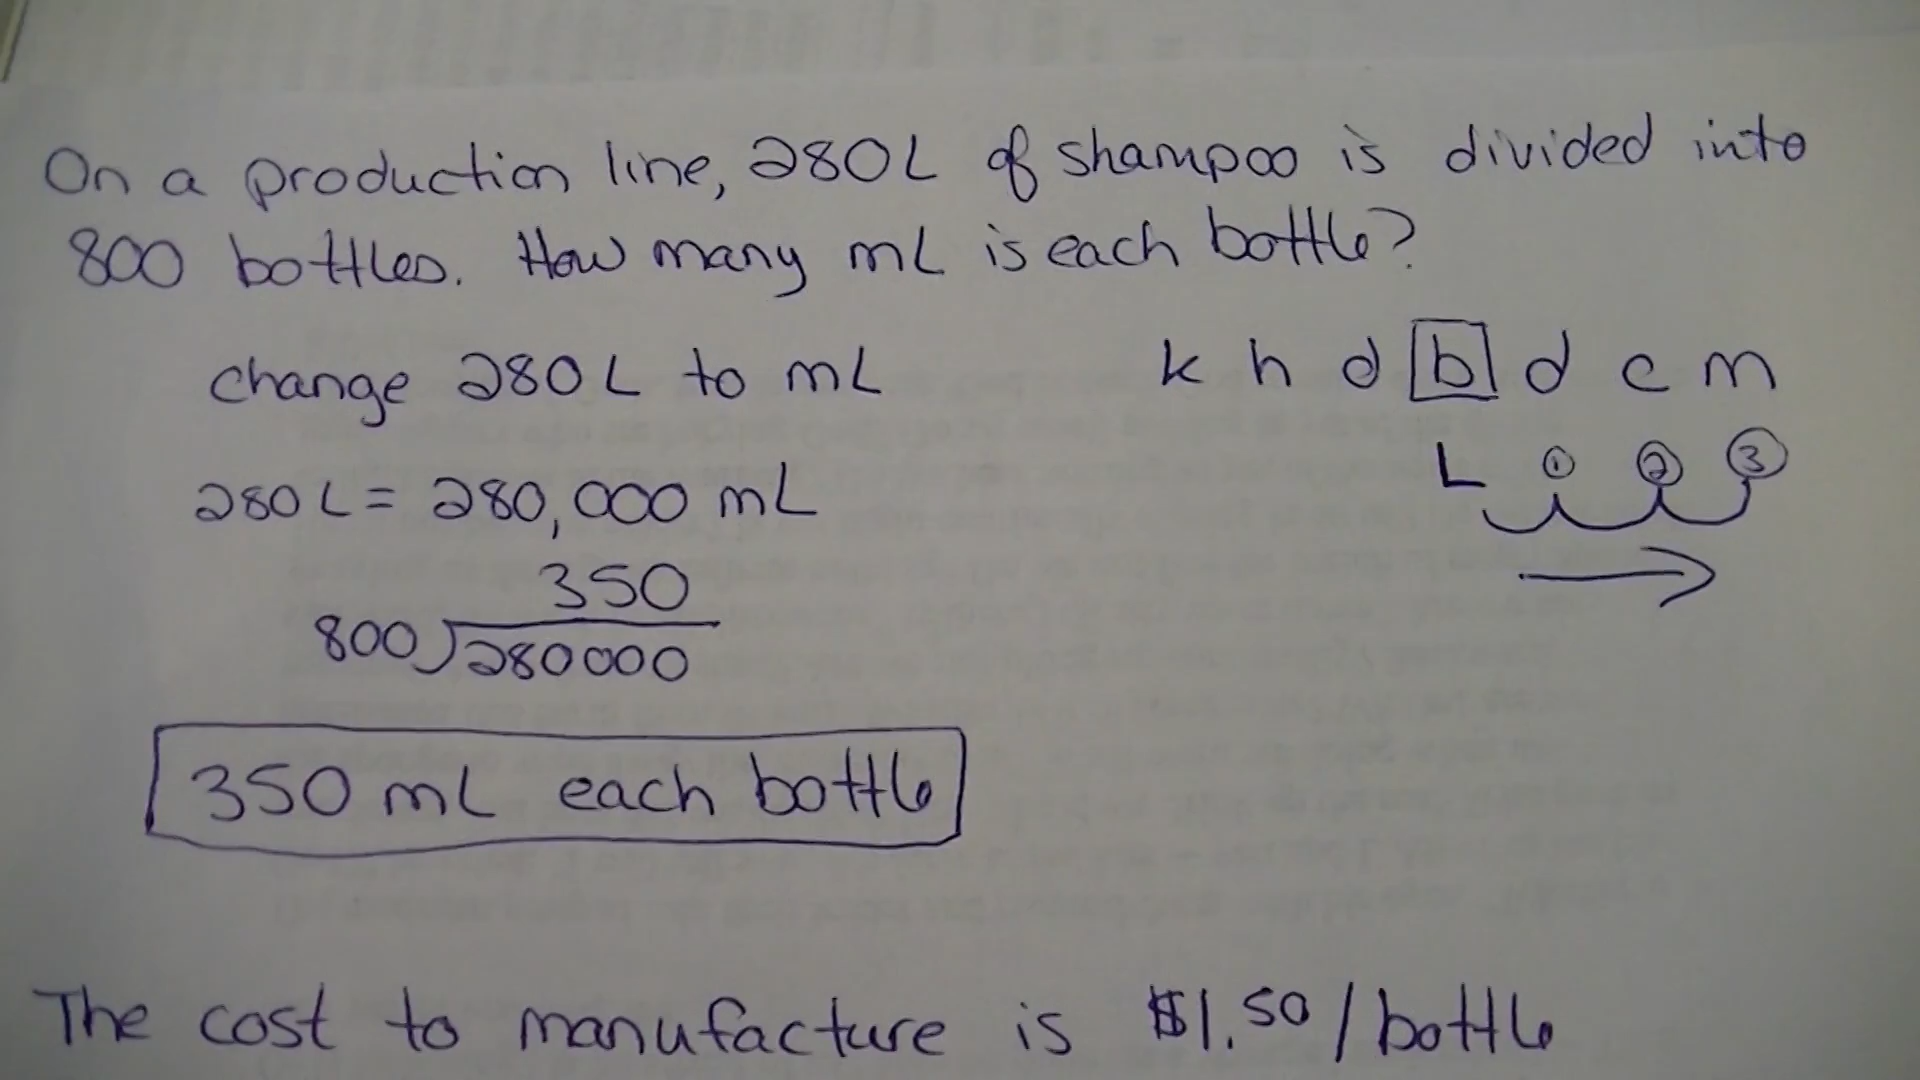 On a production line, 280L of shampoo is divided into
800 bottles. How many mL is each bottle?
change 280L to mL
k h d b d c m
280L = 280,000 mL
L 1 2 3
350
800)280000
350 mL each bottle
The cost to manufacture is $1.50/bottle